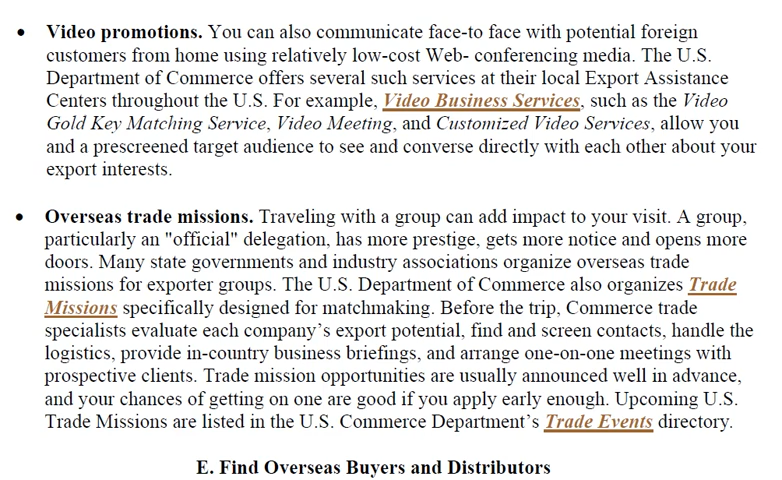 • Video promotions. You can also communicate face-to face with potential foreign
customers from home using relatively low-cost Web- conferencing media. The U.S.
Department of Commerce offers several such services at their local Export Assistance
Centers throughout the U.S. For example, Video Business Services, such as the Video
Gold Key Matching Service, Video Meeting, and Customized Video Services, allow you
and a prescreened target audience to see and converse directly with each other about your
export interests.
• Overseas trade missions. Traveling with a group can add impact to your visit. A group,
particularly an "official" delegation, has more prestige, gets more notice and opens more
doors. Many state governments and industry associations organize overseas trade
missions for exporter groups. The U.S. Department of Commerce also organizes Trade
Missions specifically designed for matchmaking. Before the trip, Commerce trade
specialists evaluate each company’s export potential, find and screen contacts, handle the
logistics, provide in-country business briefings, and arrange one-on-one meetings with
prospective clients. Trade mission opportunities are usually announced well in advance,
and your chances of getting on one are good if you apply early enough. Upcoming U.S.
Trade Missions are listed in the U.S. Commerce Department’s Trade Events directory.
E. Find Overseas Buyers and Distributors